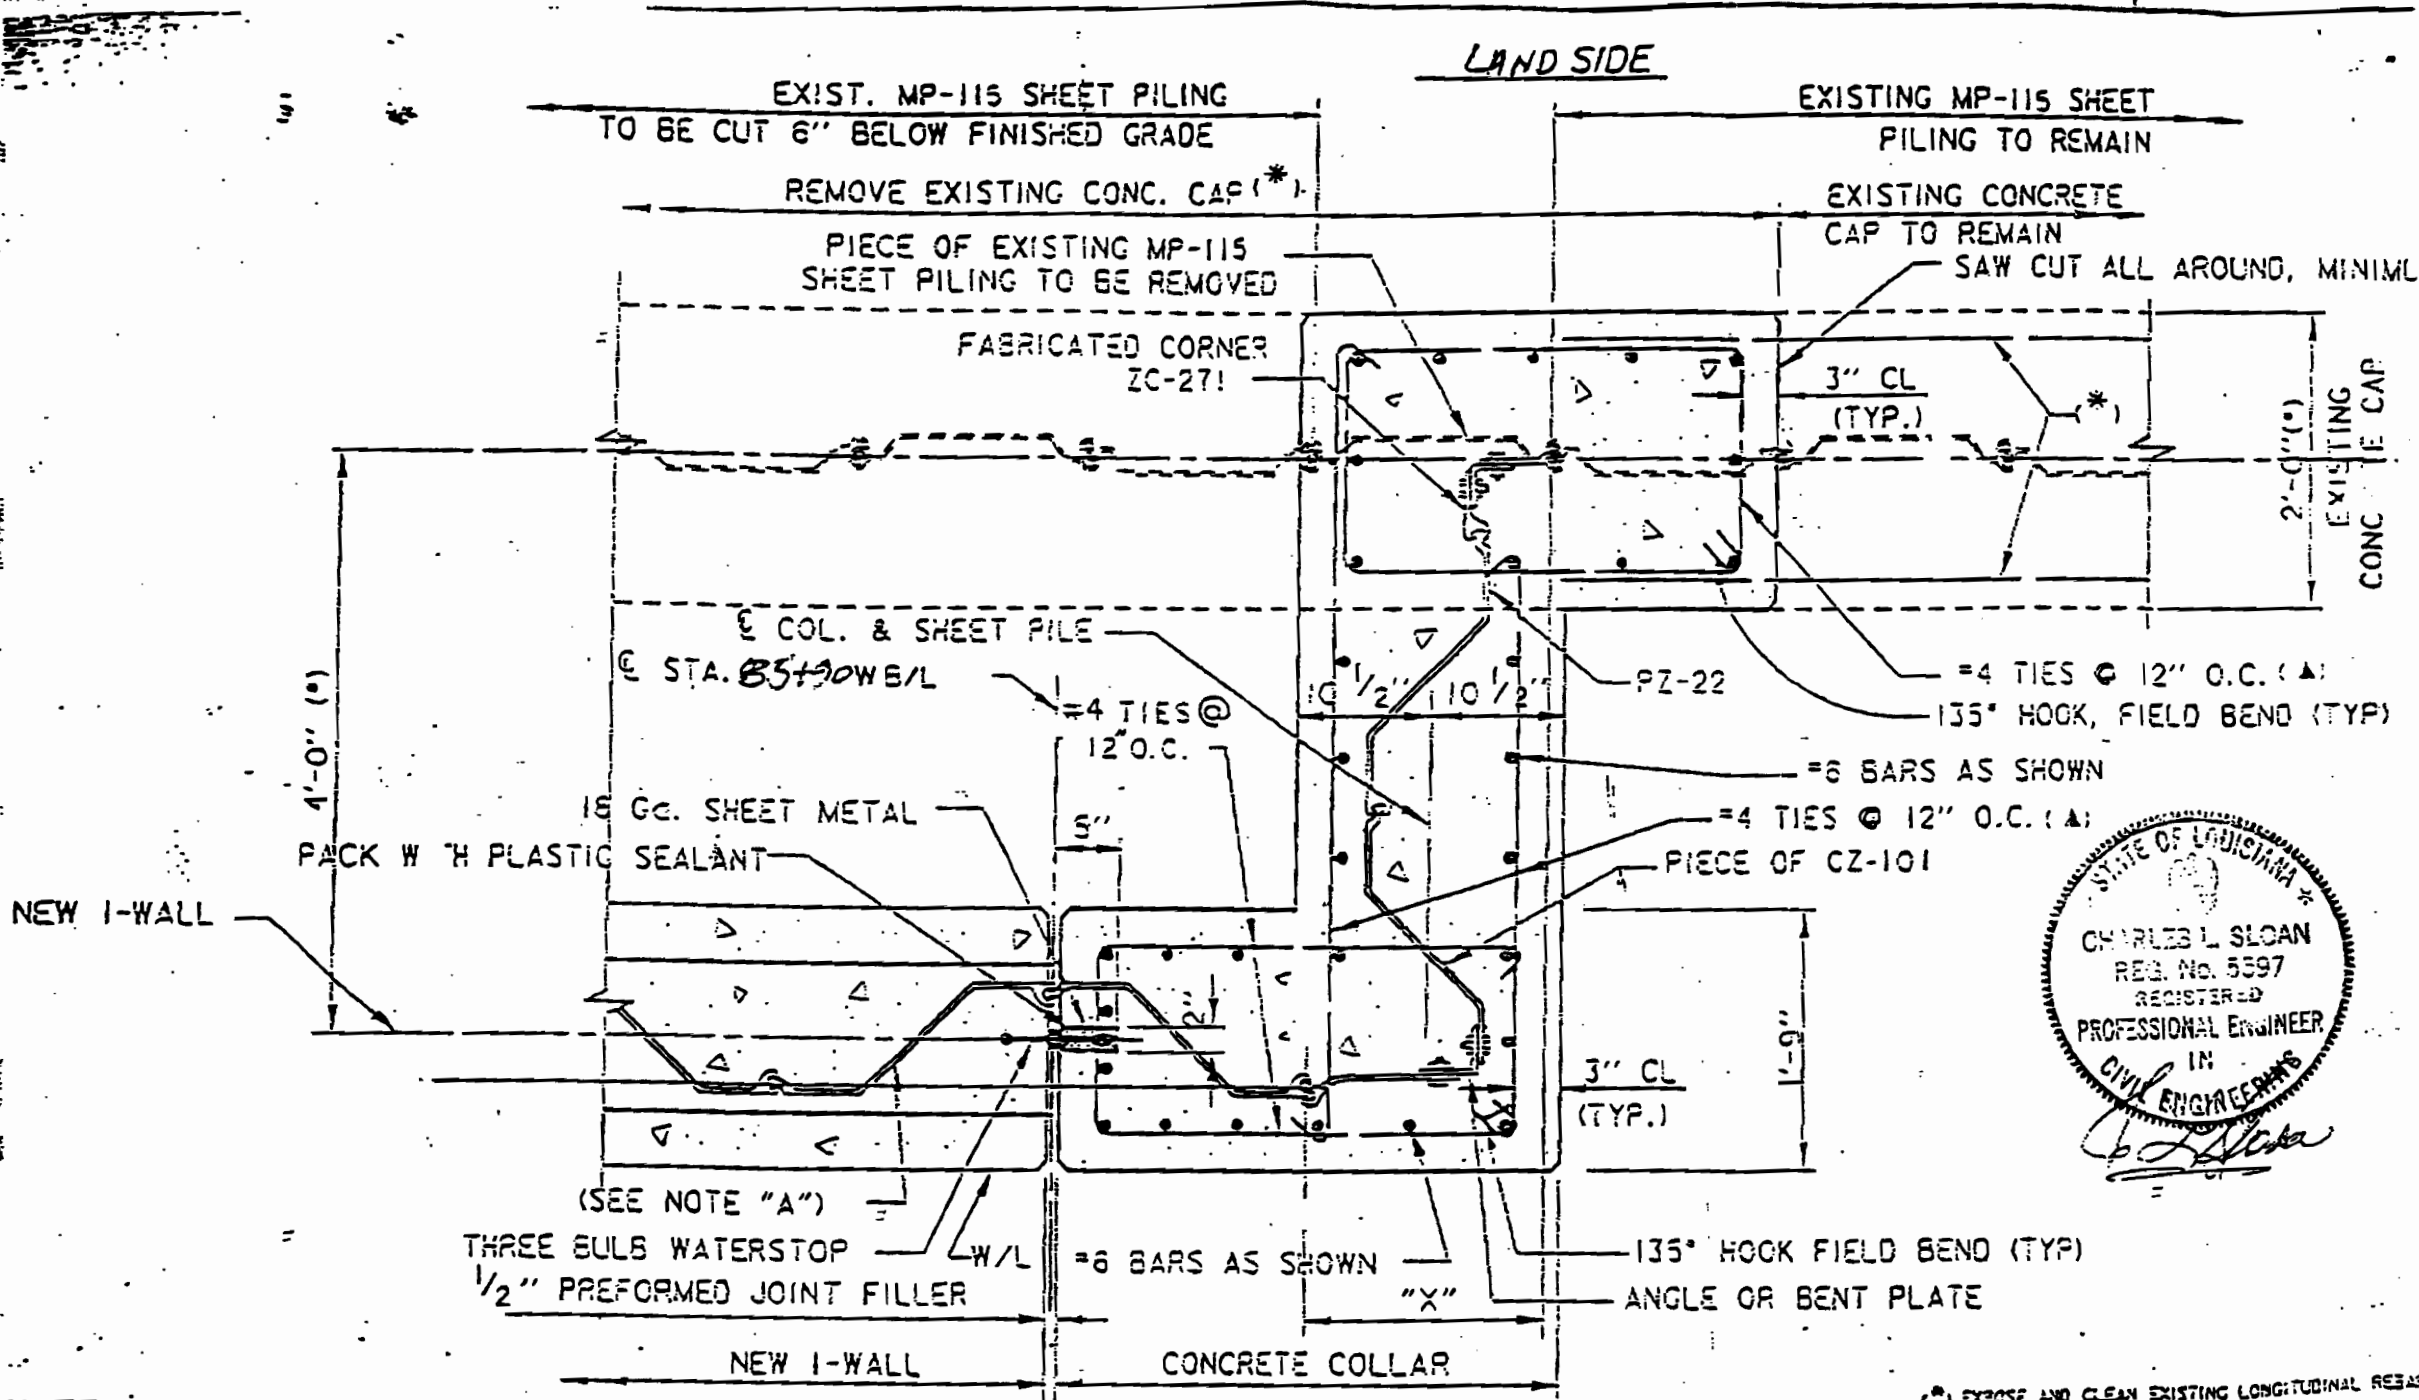 LAND SIDE
EXIST. MP-115 SHEET PILING
TO BE CUT 6" BELOW FINISHED GRADE
EXISTING MP-115 SHEET
PILING TO REMAIN
REMOVE EXISTING CONC. CAP (*)
EXISTING CONCRETE
CAP TO REMAIN
PIECE OF EXISTING MP-115
SHEET PILING TO BE REMOVED
SAW CUT ALL AROUND,
FABRICATED CORNER
ZC-271
3" CL
(TYP.)
(*)
2'-0"(*)
EXISTING
CONC TE CAP
℄ COL. & SHEET PILE
℄ STA. 85+90 W B/L
10 1/2" 10 1/2"
PZ-22
#4 TIES @ 12" O.C. (▲)
135° HOOK, FIELD BEND (TYP)
#4 TIES @
12" O.C.
#6 BARS AS SHOWN
4'-0" (*)
18 Ga. SHEET METAL
#4 TIES @ 12" O.C. (▲)
PACK W TH PLASTIC SEALANT
PIECE OF CZ-101
NEW I-WALL
2"
1'-9"
3" CL
(TYP.)
STATE OF LOUISIANA *
CHARLES L. SLOAN
REG. No. 5597
REGISTERED
PROFESSIONAL ENGINEER
IN
CIVIL ENGINEERING
(SEE NOTE "A")
THREE BULB WATERSTOP
W/L
#6 BARS AS SHOWN
135° HOOK FIELD BEND (TYP)
1/2" PREFORMED JOINT FILLER
"X"
ANGLE OR BENT PLATE
NEW I-WALL
CONCRETE COLLAR
(*) EXPOSE AND CLEAN EXISTING LONGITUDINAL